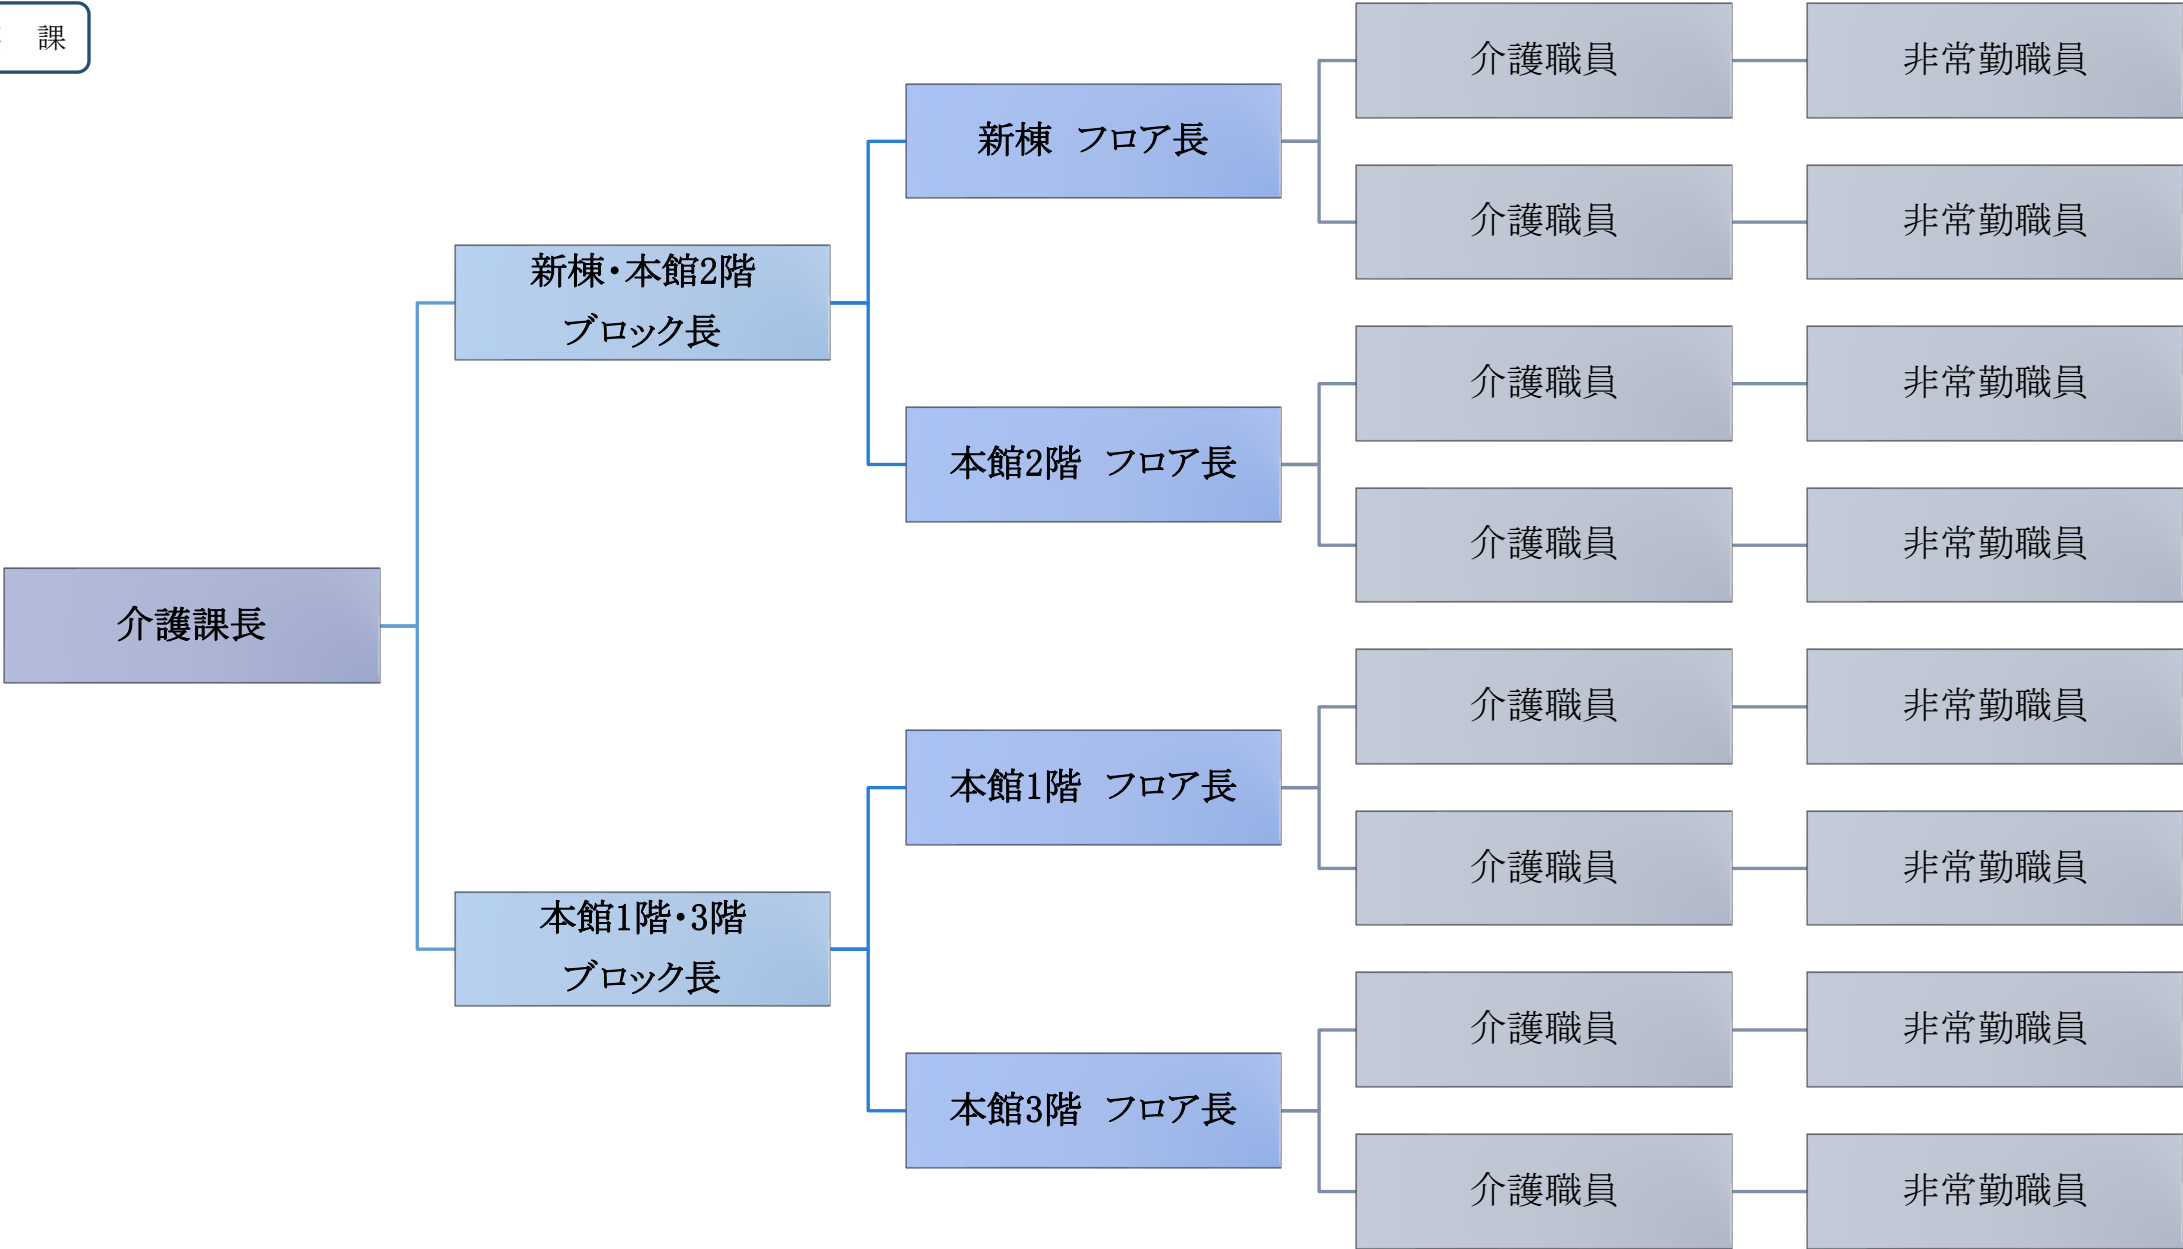 課
介護課長
新棟・本館2階
ブロック長
本館1階・3階
ブロック長
新棟　フロア長
本館2階　フロア長
本館1階　フロア長
本館3階　フロア長
介護職員
非常勤職員
介護職員
非常勤職員
介護職員
非常勤職員
介護職員
非常勤職員
介護職員
非常勤職員
介護職員
非常勤職員
介護職員
非常勤職員
介護職員
非常勤職員